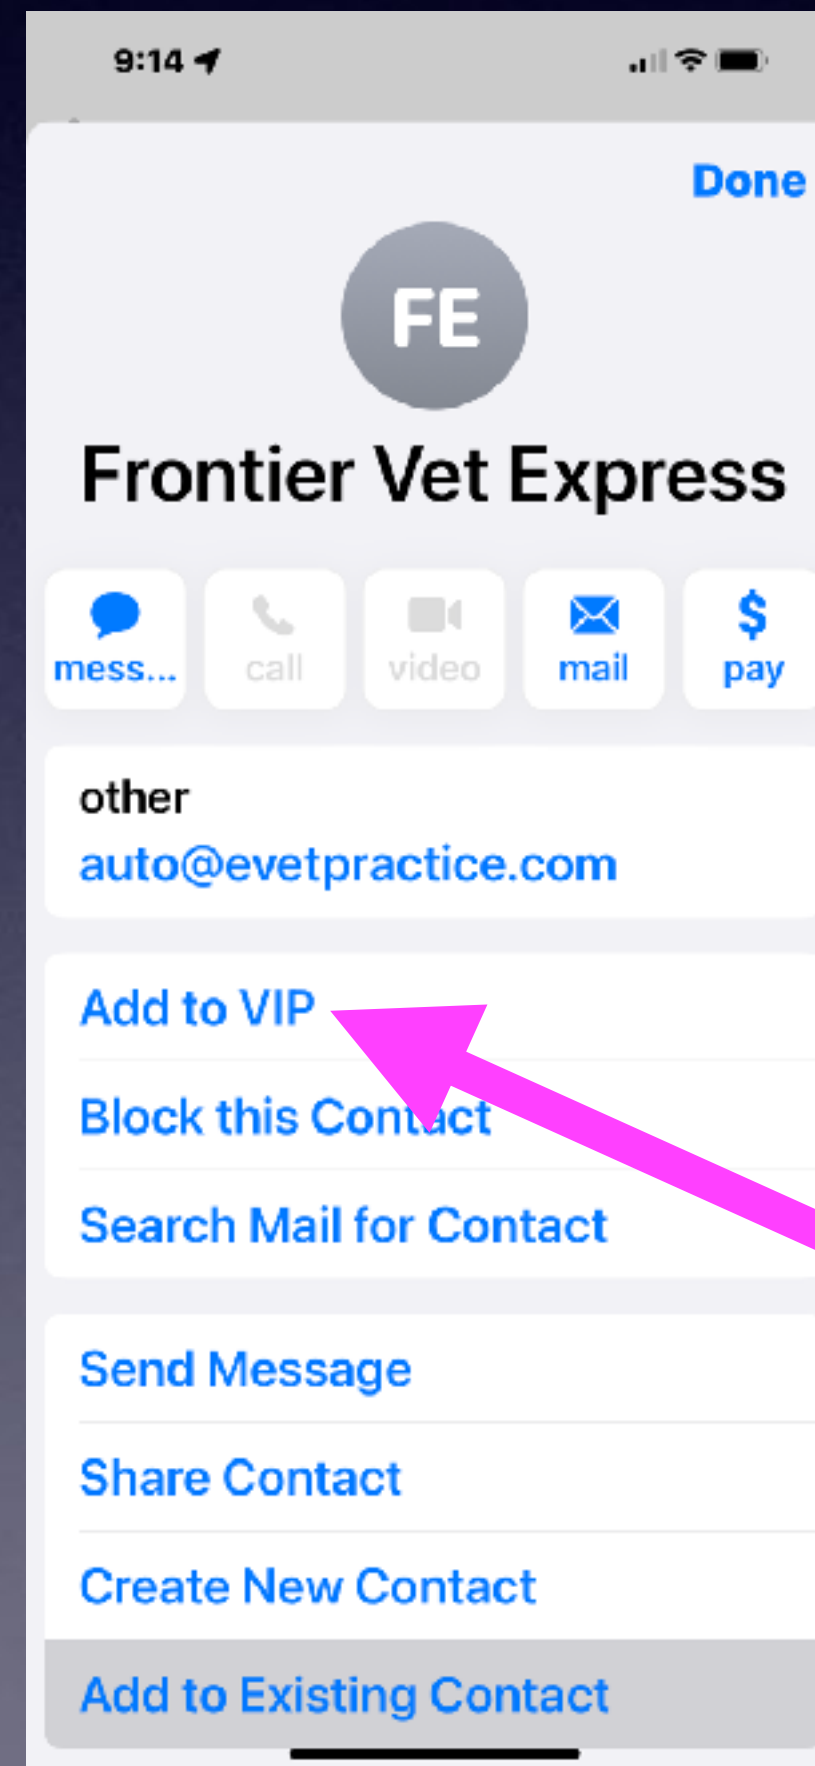 9:14
Done
FE
Frontier Vet Express
mess...
call
video
mail
pay
other
auto@evetpractice.com
Add to VIP
Block this Contact
Search Mail for Contact
Send Message
Share Contact
Create New Contact
Add to Existing Contact